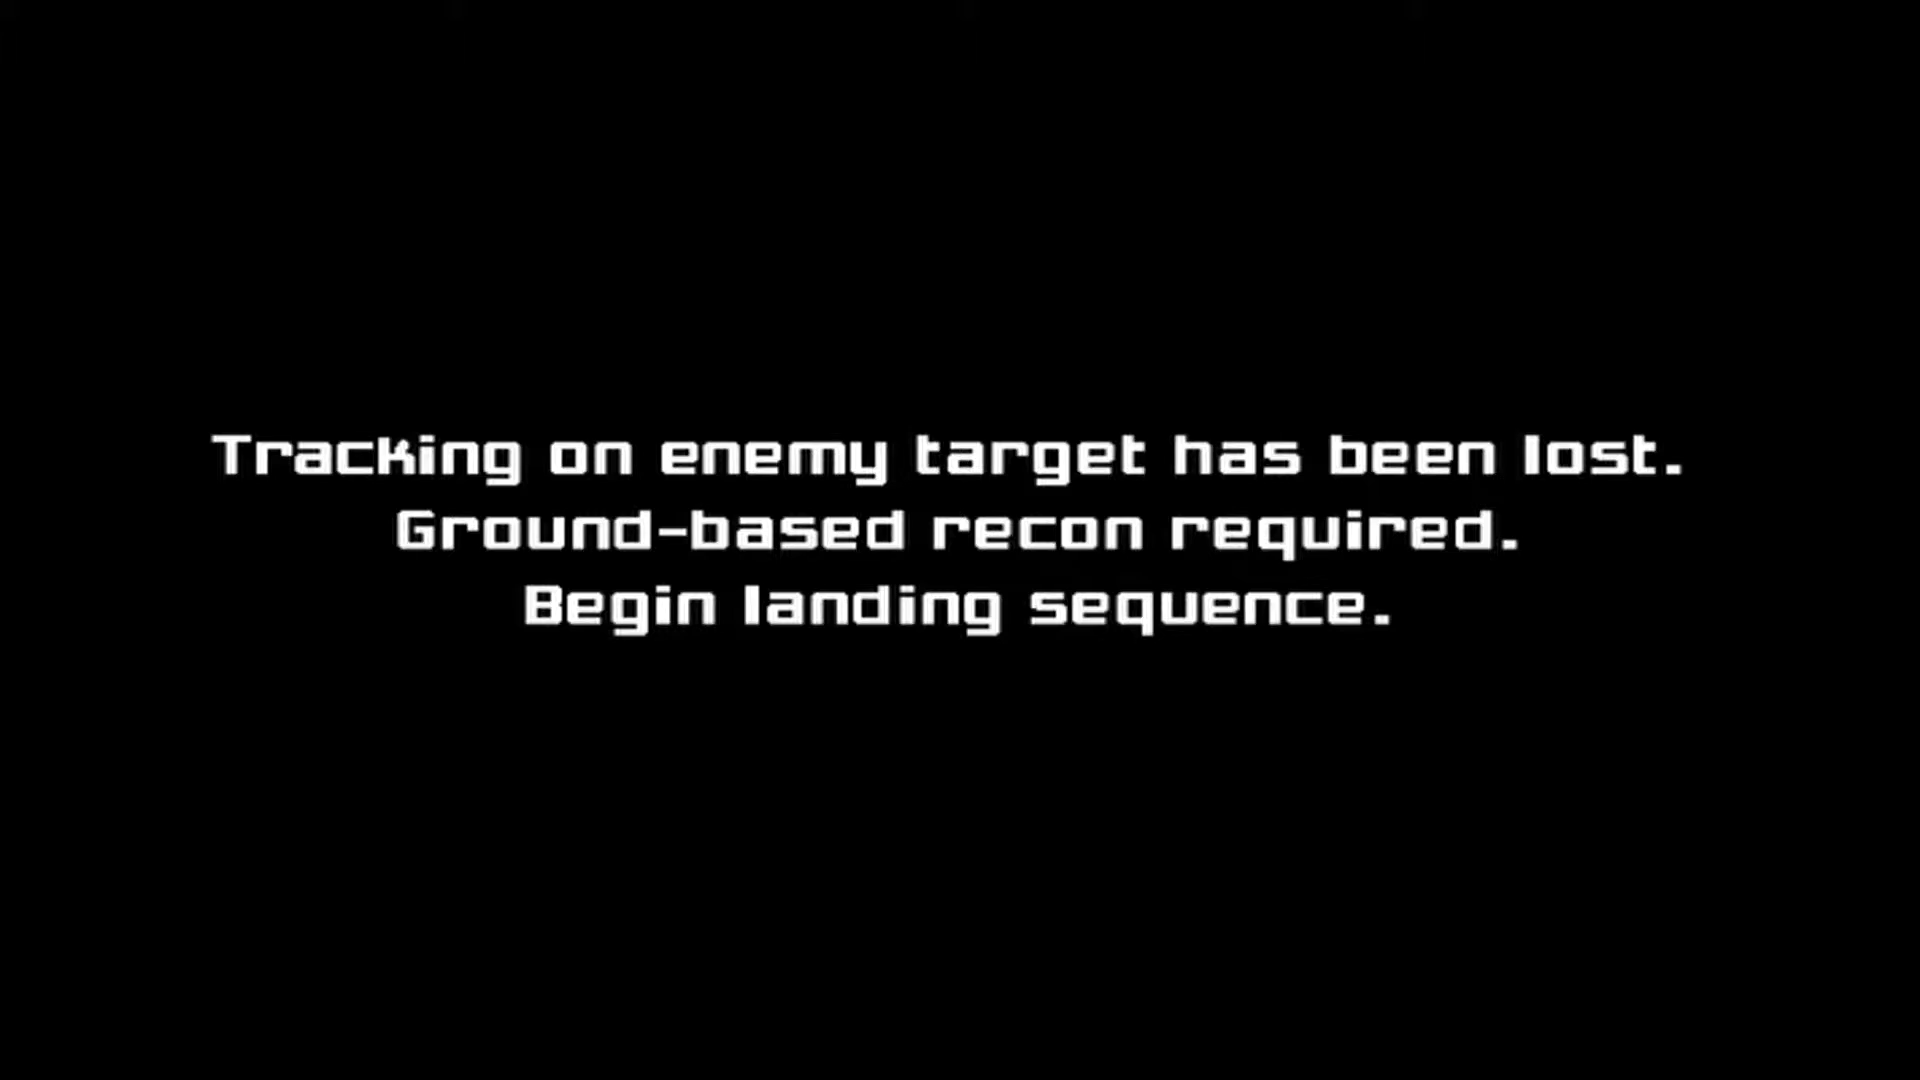 Tracking on enemy target has been lost.
Ground-based recon required.
Begin landing sequence.